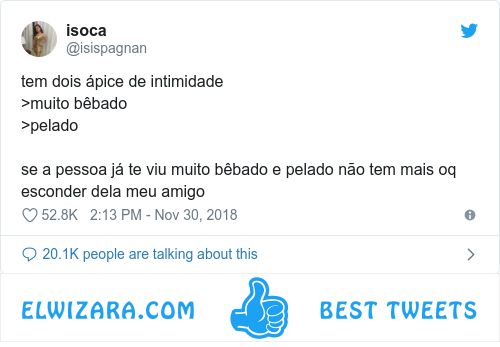 isoca
@isispagnan
tem dois ápice de intimidade
>muito bêbado
>pelado
se a pessoa já te viu muito bêbado e pelado não tem mais oq
esconder dela meu amigo
52.8K 2:13 PM - Nov 30, 2018
20.1K people are talking about this
ELWIZARA.COM BEST TWEETS